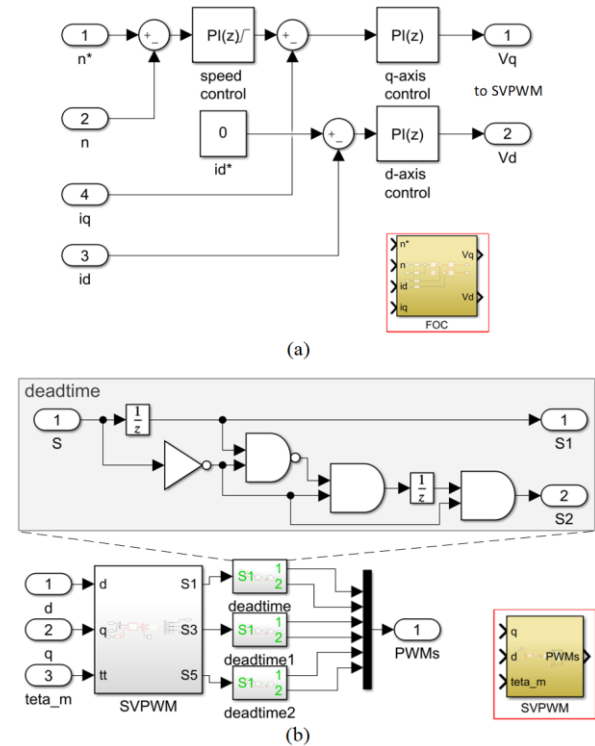 1
n*
+
−
PI(z)
speed
control
+
−
PI(z)
q-axis
control
1
Vq
to SVPWM
2
n
0
id*
+
−
PI(z)
d-axis
control
2
Vd
4
iq
3
id
n*
n
id
iq
Vq
Vd
FOC
(a)
deadtime
1
S
1
z
1
S1
1
z
2
S2
1
d
2
q
3
teta_m
d
q
tt
S1
S3
S5
SVPWM
S1
1
2
deadtime
S1
1
2
deadtime1
S1
1
2
deadtime2
1
PWMs
q
d
teta_m
PWMs
SVPWM
(b)